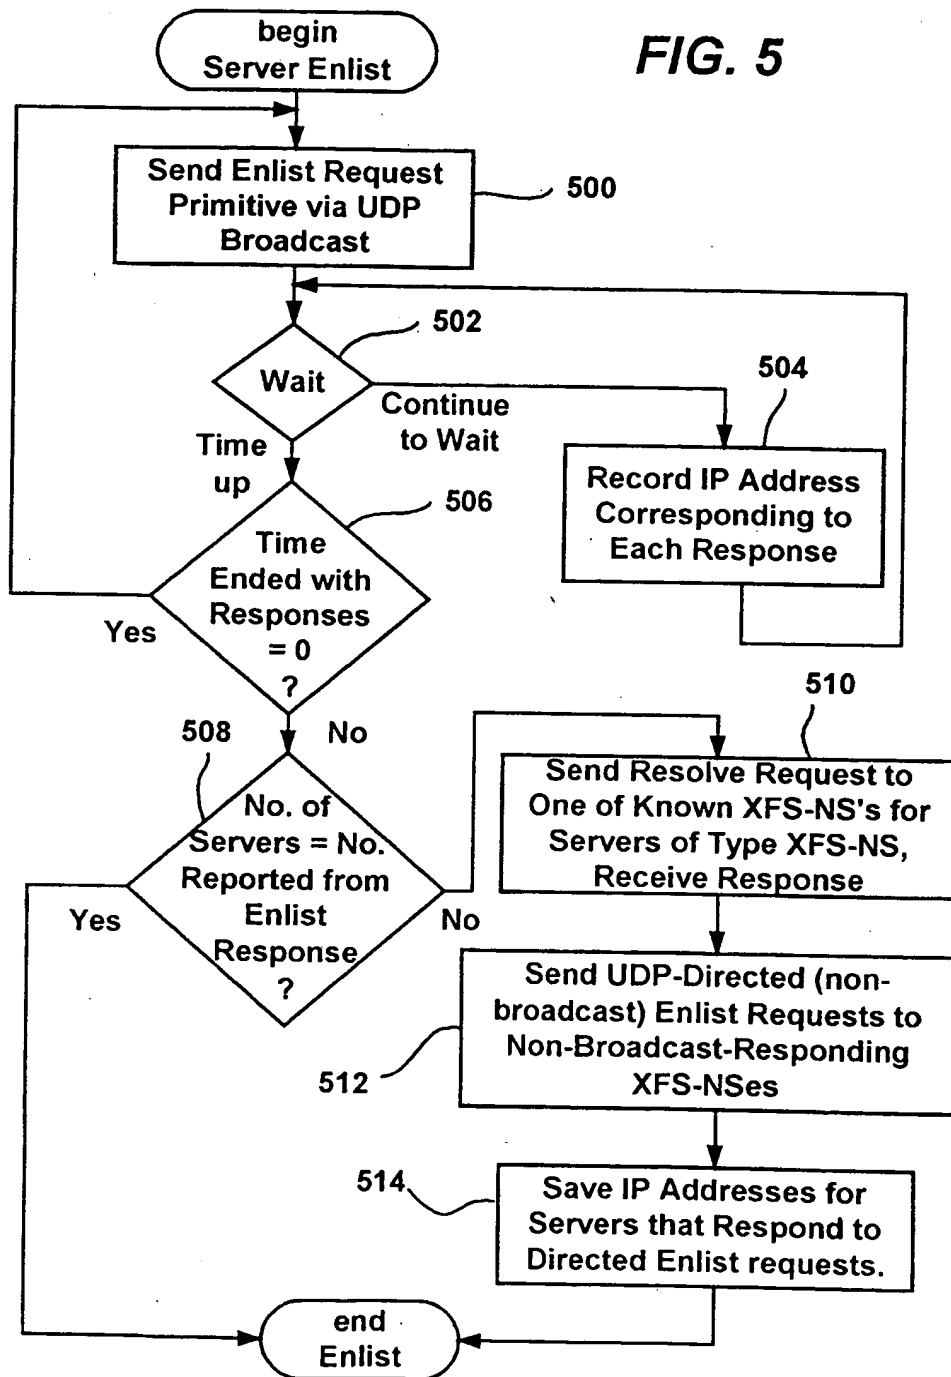 begin
Server Enlist
FIG. 5
Send Enlist Request
Primitive via UDP
Broadcast
500
502
Wait
Continue
to Wait
504
Time
up
Record IP Address
Corresponding to
Each Response
506
Time
Ended with
Responses
= 0
?
Yes
No
508
No. of
Servers = No.
Reported from
Enlist
Response
?
Yes
No
510
Send Resolve Request to
One of Known XFS-NS's for
Servers of Type XFS-NS,
Receive Response
Send UDP-Directed (non-
broadcast) Enlist Requests to
Non-Broadcast-Responding
XFS-NSes
512
514
Save IP Addresses for
Servers that Respond to
Directed Enlist requests.
end
Enlist